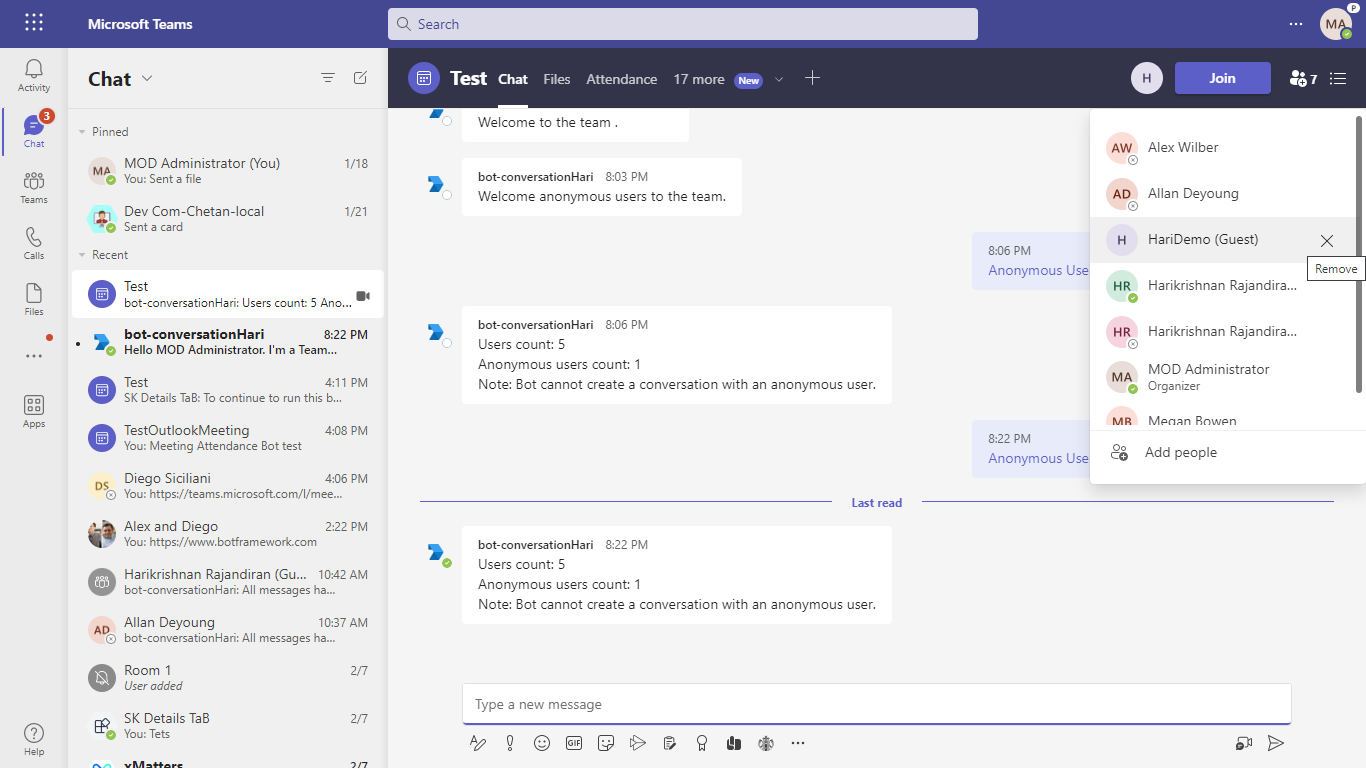 Microsoft Teams
Search
P
MA
Activity
3
Chat
Teams
Calls
Files
Apps
Help
Chat
Pinned
MA
MOD Administrator (You)
1/18
You: Sent a file
Dev Com-Chetan-local
1/21
Sent a card
Recent
Test
bot-conversationHari: Users count: 5 Ano...
bot-conversationHari
8:22 PM
Hello MOD Administrator. I'm a Team...
Test
4:11 PM
SK Details TaB: To continue to run this b...
TestOutlookMeeting
4:08 PM
You: Meeting Attendance Bot test
DS
Diego Siciliani
4:06 PM
You: https://teams.microsoft.com/l/mee...
Alex and Diego
2:22 PM
You: https://www.botframework.com
Harikrishnan Rajandiran (Gu...
10:42 AM
bot-conversationHari: All messages ha...
AD
Allan Deyoung
10:37 AM
bot-conversationHari: All messages ha...
Room 1
2/7
User added
SK Details TaB
2/7
You: Tets
xMatters
2/7
Test
Chat
Files
Attendance
17 more
New
H
Join
7
Welcome to the team .
bot-conversationHari 8:03 PM
Welcome anonymous users to the team.
8:06 PM
Anonymous Use
bot-conversationHari 8:06 PM
Users count: 5
Anonymous users count: 1
Note: Bot cannot create a conversation with an anonymous user.
8:22 PM
Anonymous Use
Last read
bot-conversationHari 8:22 PM
Users count: 5
Anonymous users count: 1
Note: Bot cannot create a conversation with an anonymous user.
Type a new message
GIF
AW
Alex Wilber
AD
Allan Deyoung
H
HariDemo (Guest)
Remove
HR
Harikrishnan Rajandira...
HR
Harikrishnan Rajandira...
MA
MOD Administrator
Organizer
MB
Megan Bowen
Add people